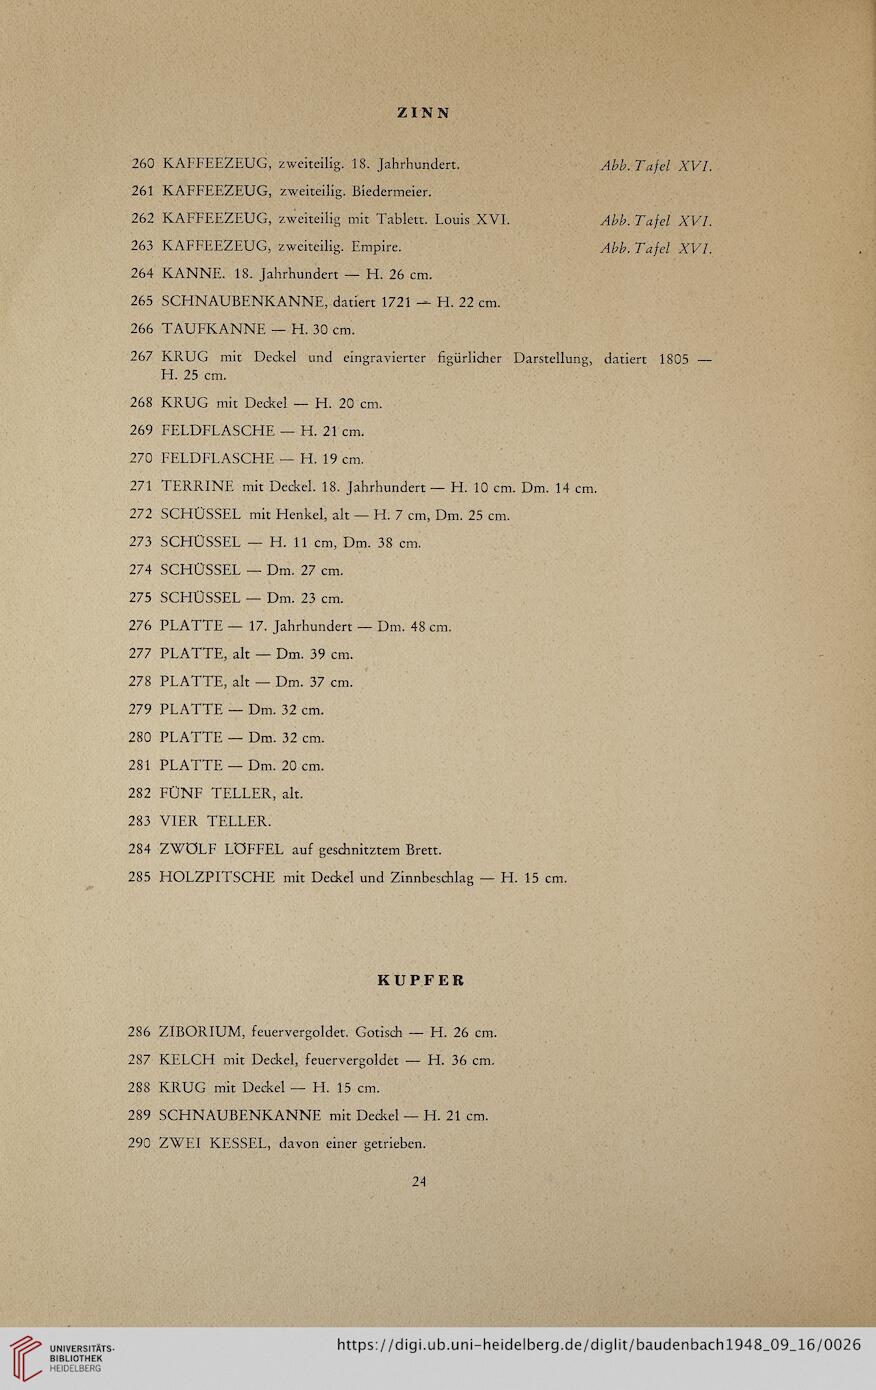 ZINN
260 KAFFEEZEUG, zweiteilig. 18. Jahrhundert. Abb. Tafel XVI.
261 KAFFEEZEUG, zweiteilig. Biedermeier.
262 KAFFEEZEUG, zweiteilig mit Tablett. Louis XVI. Abb. Tafel XVI.
263 KAFFEEZEUG, zweiteilig. Empire. Abb. Tafel XVI.
264 KANNE. 18. Jahrhundert — H. 26 cm.
265 SCHNAUBENKANNE, datiert 1721 — H. 22 cm.
266 TAUFKANNE — H. 30 cm.
267 KRUG mit Deckel und eingravierter figürlicher Darstellung, datiert 1805 —
H. 25 cm.
268 KRUG mit Deckel — H. 20 cm.
269 FELDFLASCHE — H. 21 cm.
270 FELDFLASCHE — H. 19 cm.
271 TERRINE mit Deckel. 18. Jahrhundert — H. 10 cm. Dm. 14 cm.
272 SCHÜSSEL mit Henkel, alt — H. 7 cm, Dm. 25 cm.
273 SCHÜSSEL — H. 11 cm, Dm. 38 cm.
274 SCHÜSSEL — Dm. 27 cm.
275 SCHÜSSEL — Dm. 23 cm.
276 PLATTE — 17. Jahrhundert — Dm. 48 cm.
277 PLATTE, alt — Dm. 39 cm.
278 PLATTE, alt — Dm. 37 cm.
279 PLATTE — Dm. 32 cm.
280 PLATTE — Dm. 32 cm.
281 PLATTE — Dm. 20 cm.
282 FÜNF TELLER, alt.
283 VIER TELLER.
284 ZWÖLF LÖFFEL auf geschnitztem Brett.
285 HOLZPITSCHE mit Deckel und Zinnbeschlag — H. 15 cm.
KUPFER
286 ZIBORIUM, feuervergoldet. Gotisch — H. 26 cm.
287 KELCH mit Deckel, feuervergoldet — H. 36 cm.
288 KRUG mit Deckel — H. 15 cm.
289 SCHNAUBENKANNE mit Deckel — H. 21 cm.
290 ZWEI KESSEL, davon einer getrieben.
24
UNIVERSITÄTS-
BIBLIOTHEK
HEIDELBERG
https://digi.ub.uni-heidelberg.de/diglit/baudenbach1948_09_16/0026